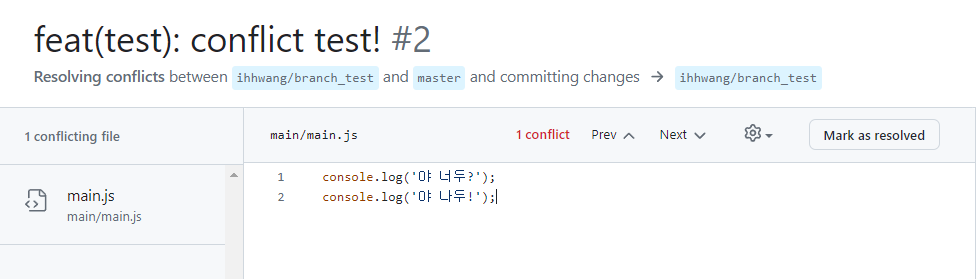 feat(test): conflict test! #2
Resolving conflicts between ihhwang/branch_test and master and committing changes → ihhwang/branch_test
1 conflicting file
main/main.js 1 conflict Prev Next Mark as resolved
main.js
main/main.js
1 console.log('야 너두?');
2 console.log('야 나두!');